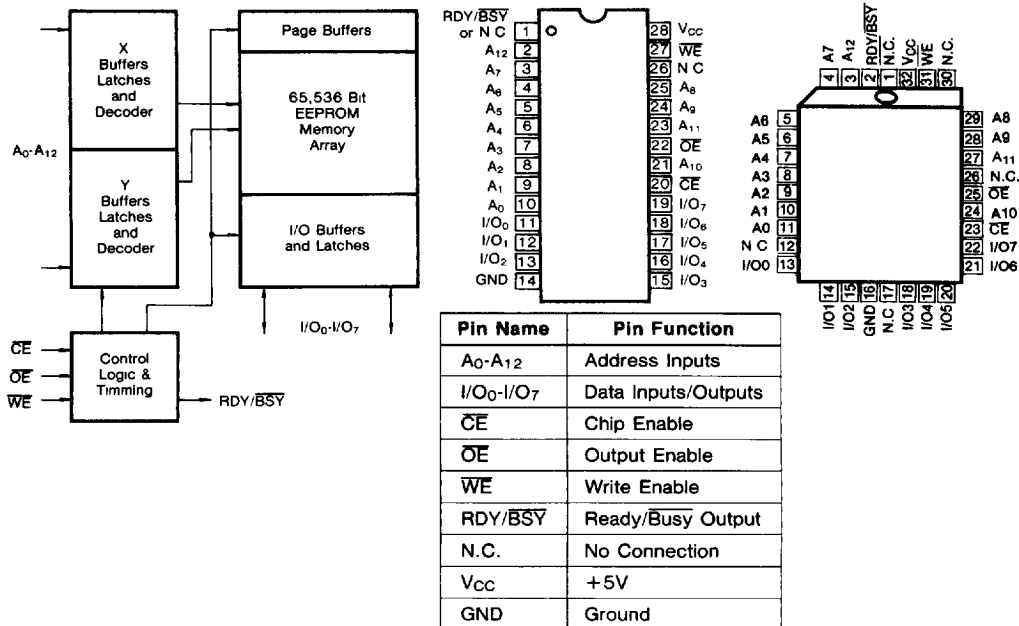 X
Buffers
Latches
and
Decoder
Y
Buffers
Latches
and
Decoder
A0-A12
Page Buffers
65,536 Bit
EEPROM
Memory
Array
I/O Buffers
and Latches
I/O0-I/O7
CE
OE
WE
Control
Logic &
Timming
RDY/BSY
RDY/BSY
or N C 1
A12 2
A7 3
A6 4
A5 5
A4 6
A3 7
A2 8
A1 9
A0 10
I/O0 11
I/O1 12
I/O2 13
GND 14
28 VCC
27 WE
26 N C
25 A8
24 A9
23 A11
22 OE
21 A10
20 CE
19 I/O7
18 I/O6
17 I/O5
16 I/O4
15 I/O3
A7 4
A12 3
RDY/BSY 2
N.C. 1
VCC 32
WE 31
N.C. 30
A6 5
A5 6
A4 7
A3 8
A2 9
A1 10
A0 11
N C 12
I/O0 13
29 A8
28 A9
27 A11
26 N.C.
25 OE
24 A10
23 CE
22 I/O7
21 I/O6
I/O1 14
I/O2 15
GND 16
N.C 17
I/O3 18
I/O4 19
I/O5 20
Pin Name Pin Function
A0-A12 Address Inputs
I/O0-I/O7 Data Inputs/Outputs
CE Chip Enable
OE Output Enable
WE Write Enable
RDY/BSY Ready/Busy Output
N.C. No Connection
VCC +5V
GND Ground